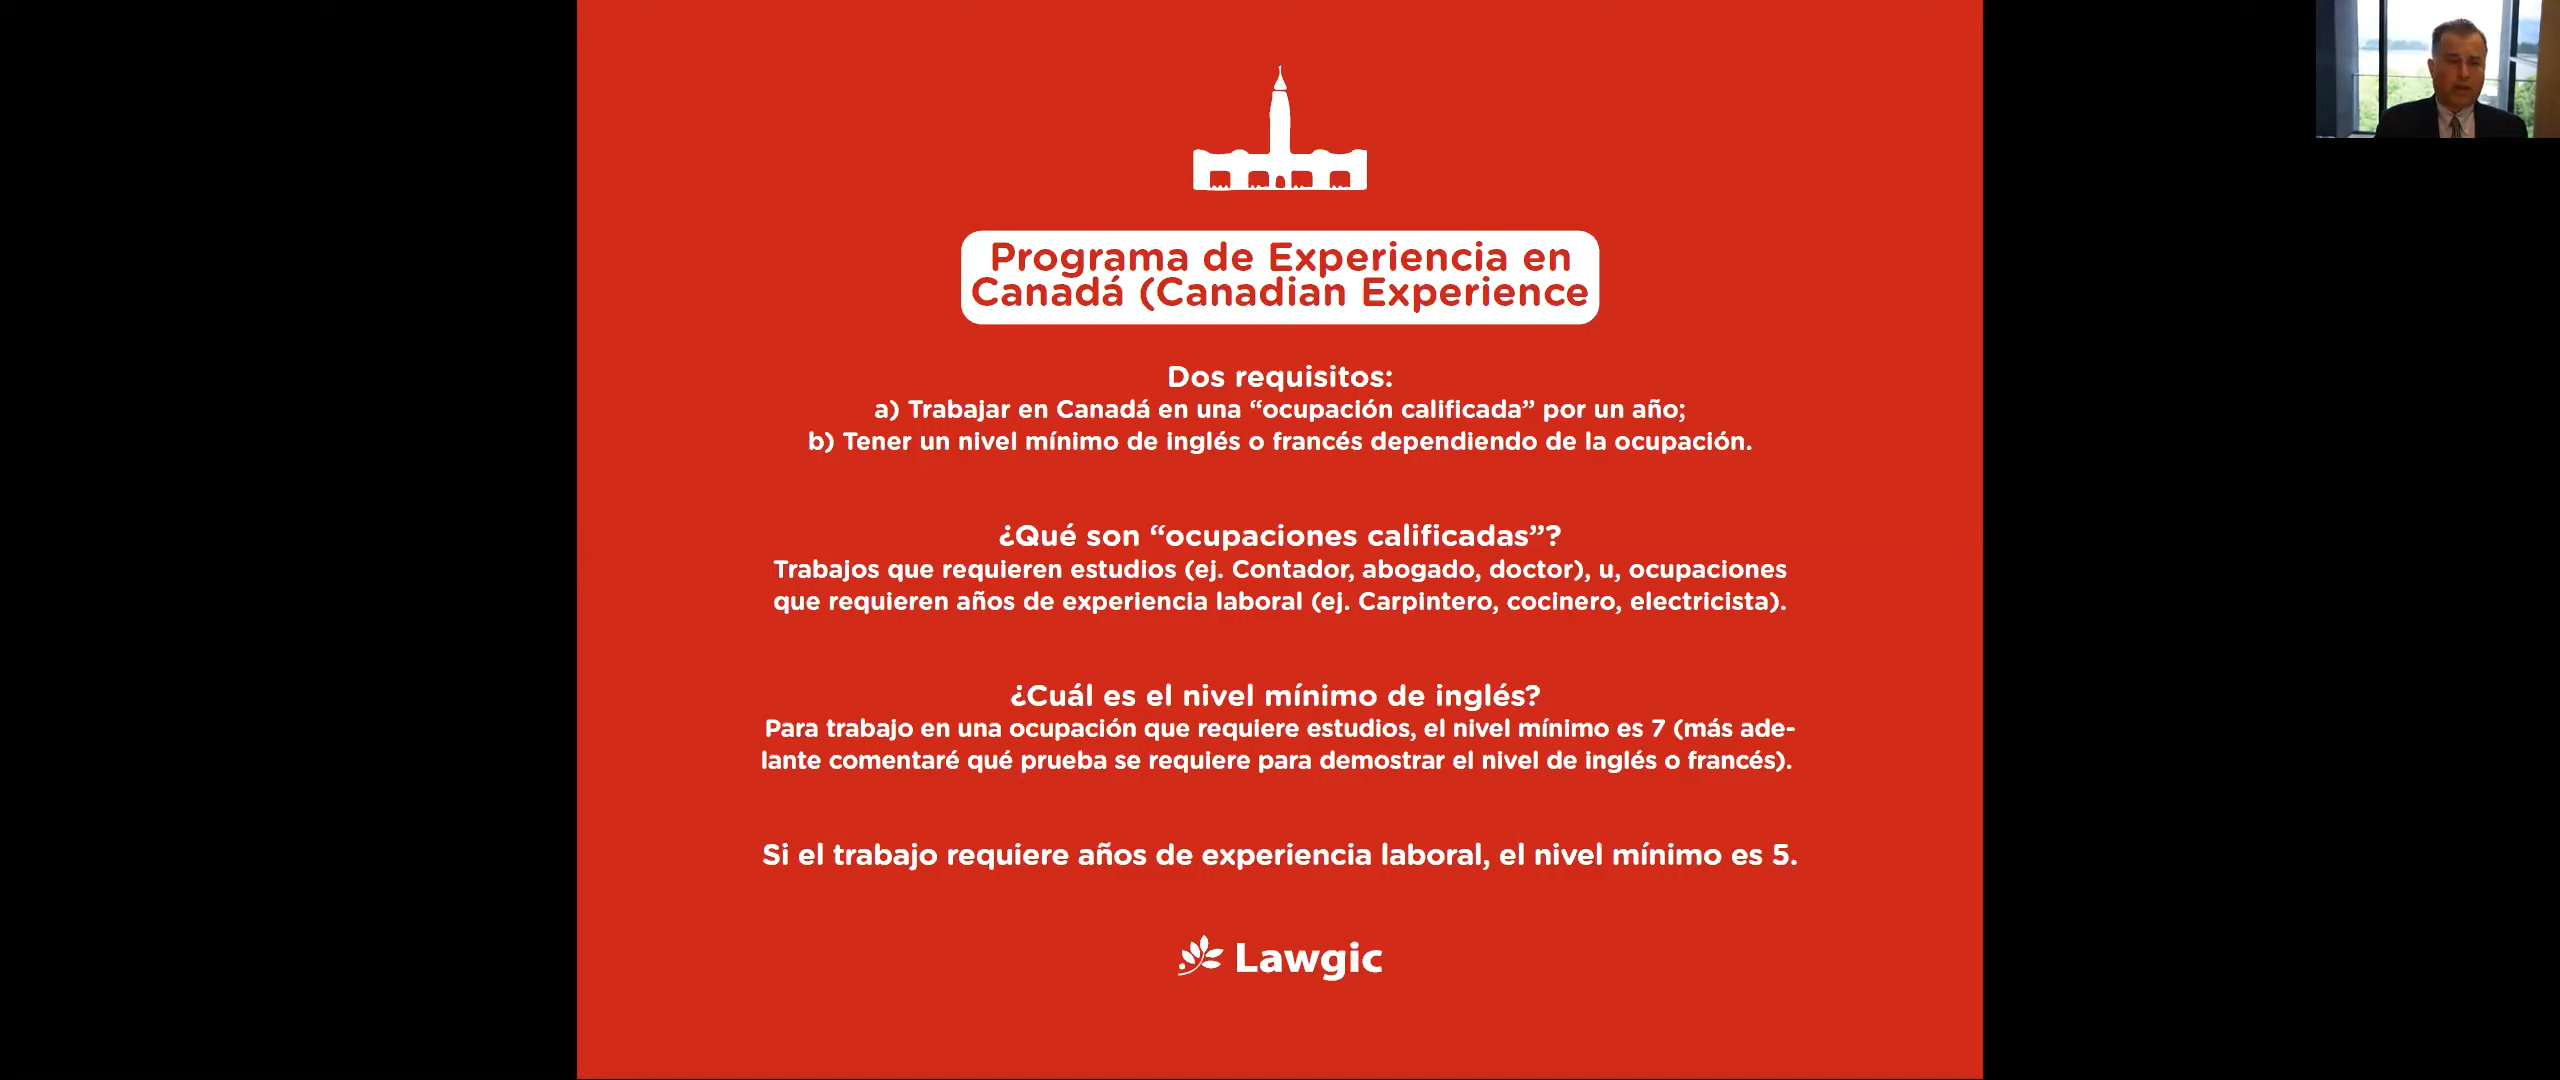 Programa de Experiencia en
Canadá (Canadian Experience
Dos requisitos:
a) Trabajar en Canadá en una “ocupación calificada” por un año;
b) Tener un nivel mínimo de inglés o francés dependiendo de la ocupación.
¿Qué son “ocupaciones calificadas”?
Trabajos que requieren estudios (ej. Contador, abogado, doctor), u, ocupaciones
que requieren años de experiencia laboral (ej. Carpintero, cocinero, electricista).
¿Cuál es el nivel mínimo de inglés?
Para trabajo en una ocupación que requiere estudios, el nivel mínimo es 7 (más ade-
lante comentaré qué prueba se requiere para demostrar el nivel de inglés o francés).
Si el trabajo requiere años de experiencia laboral, el nivel mínimo es 5.
Lawgic